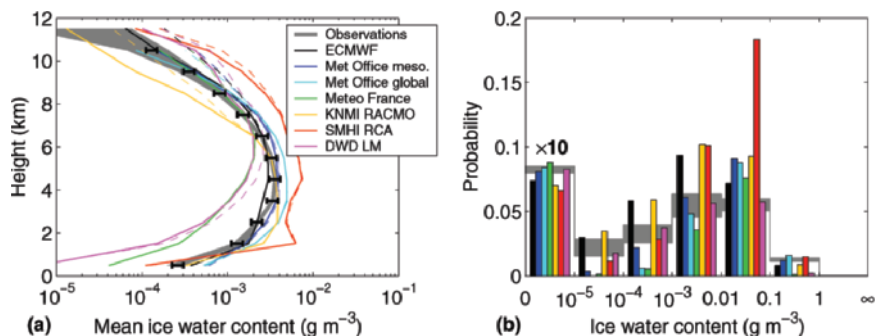 12
10
8
6
4
2
0
Height (km)
10⁻⁵
10⁻⁴
10⁻³
10⁻²
10⁻¹
(a)
Mean ice water content (g m⁻³)
Observations
ECMWF
Met Office meso.
Met Office global
Meteo France
KNMI RACMO
SMHI RCA
DWD LM
0.2
0.15
0.1
0.05
0
Probability
×10
0
10⁻⁵
10⁻⁴
10⁻³
0.01
0.1
1
∞
(b)
Ice water content (g m⁻³)